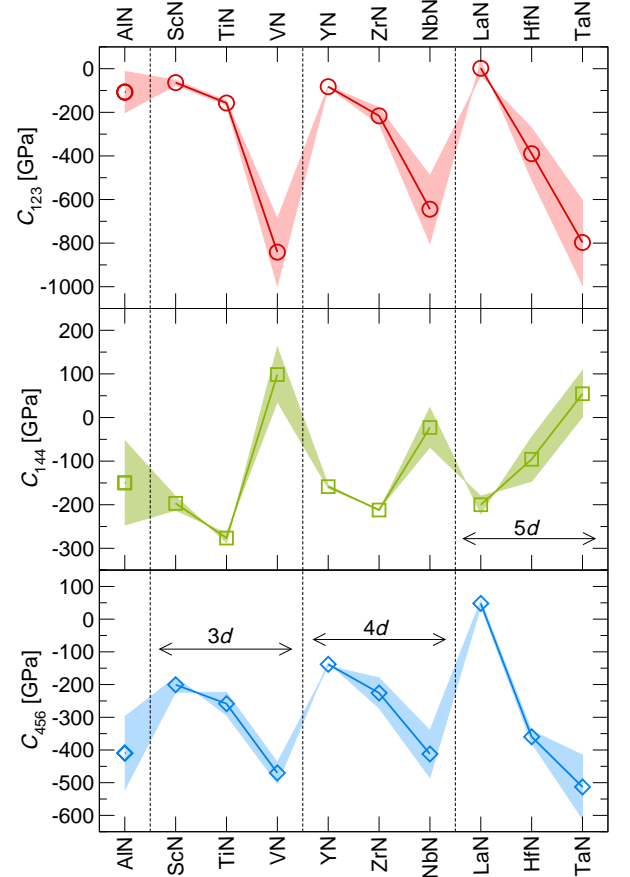 AlN ScN TiN VN YN ZrN NbN LaN HfN TaN
0
-200
-400
-600
-800
-1000
C123 [GPa]
200
100
0
-100
-200
-300
C144 [GPa]
5d
100
0
-100
-200
-300
-400
-500
-600
C456 [GPa]
3d
4d
AlN ScN TiN VN YN ZrN NbN LaN HfN TaN